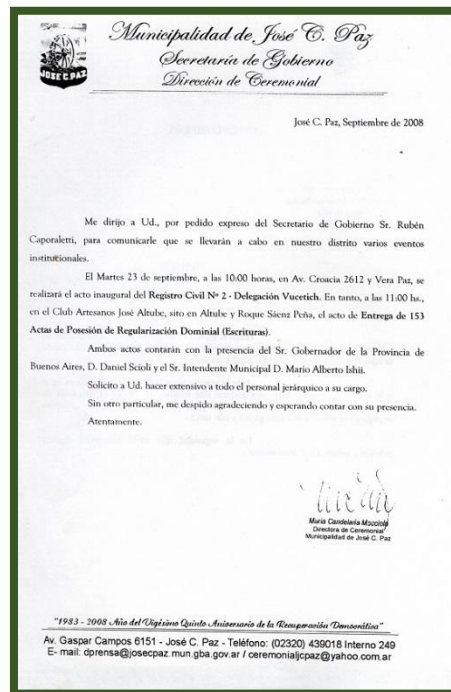 JOSE C. PAZ
Municipalidad de José C. Paz
Secretaría de Gobierno
Dirección de Ceremonial
José C. Paz, Septiembre de 2008
Me dirijo a Ud., por pedido expreso del Secretario de Gobierno Sr. Rubén
Caporaletti, para comunicarle que se llevarán a cabo en nuestro distrito varios eventos
institucionales.
El Martes 23 de septiembre, a las 10:00 horas, en Av. Croacia 2612 y Vera Paz, se
realizará el acto inaugural del Registro Civil Nº 2 - Delegación Vucetich. En tanto, a las 11:00 hs.,
en el Club Artesanos José Altube, sito en Altube y Roque Sáenz Peña, el acto de Entrega de 153
Actas de Posesión de Regularización Dominial (Escrituras).
Ambos actos contarán con la presencia del Sr. Gobernador de la Provincia de
Buenos Aires, D. Daniel Scioli y el Sr. Intendente Municipal D. Mario Alberto Ishii.
Solicito a Ud. hacer extensivo a todo el personal jerárquico a su cargo.
Sin otro particular, me despido agradeciendo y esperando contar con su presencia.
Atentamente.
María Candelaria Mocciola
Directora de Ceremonial
Municipalidad de José C. Paz
"1983 - 2008 Año del Vigésimo Quinto Aniversario de la Recuperación Democrática"
Av. Gaspar Campos 6151 - José C. Paz - Teléfono: (02320) 439018 Interno 249
E- mail: dprensa@josecpaz.mun.gba.gov.ar / ceremonialjcpaz@yahoo.com.ar